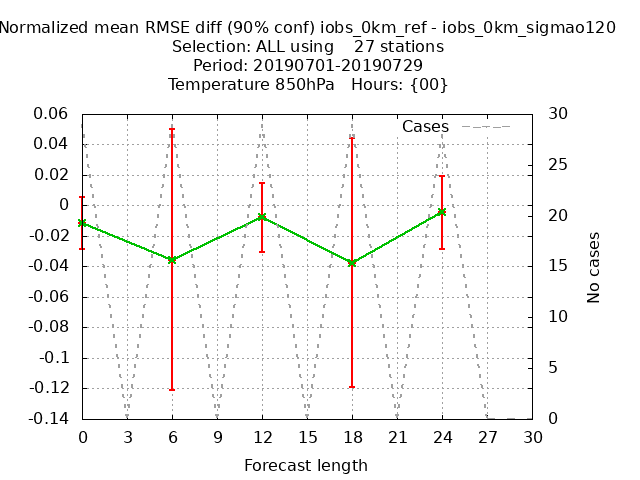 Normalized mean RMSE diff (90% conf) iobs_0km_ref - iobs_0km_sigmao120
Selection: ALL using 27 stations
Period: 20190701-20190729
Temperature 850hPa Hours: {00}
Cases
0.06
0.04
0.02
0
-0.02
-0.04
-0.06
-0.08
-0.1
-0.12
-0.14
30
25
20
15
10
5
0
No cases
0 3 6 9 12 15 18 21 24 27 30
Forecast length